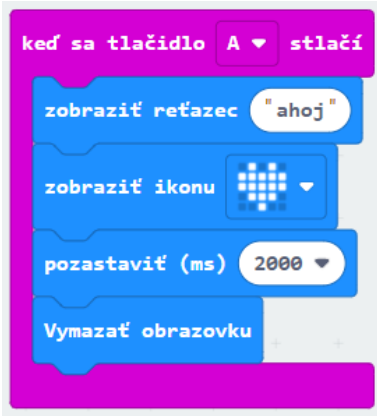 keď sa tlačidlo A stlačí
zobraziť reťazec "ahoj"
zobraziť ikonu
pozastaviť (ms) 2000
Vymazať obrazovku